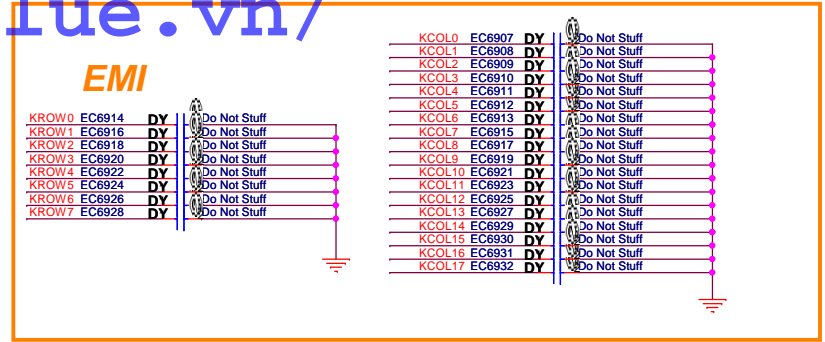 lue.vn/
EMI
KROW0 EC6914 DY Do Not Stuff
KROW1 EC6916 DY Do Not Stuff
KROW2 EC6918 DY Do Not Stuff
KROW3 EC6920 DY Do Not Stuff
KROW4 EC6922 DY Do Not Stuff
KROW5 EC6924 DY Do Not Stuff
KROW6 EC6926 DY Do Not Stuff
KROW7 EC6928 DY Do Not Stuff
KCOL0 EC6907 DY Do Not Stuff
KCOL1 EC6908 DY Do Not Stuff
KCOL2 EC6909 DY Do Not Stuff
KCOL3 EC6910 DY Do Not Stuff
KCOL4 EC6911 DY Do Not Stuff
KCOL5 EC6912 DY Do Not Stuff
KCOL6 EC6913 DY Do Not Stuff
KCOL7 EC6915 DY Do Not Stuff
KCOL8 EC6917 DY Do Not Stuff
KCOL9 EC6919 DY Do Not Stuff
KCOL10 EC6921 DY Do Not Stuff
KCOL11 EC6923 DY Do Not Stuff
KCOL12 EC6925 DY Do Not Stuff
KCOL13 EC6927 DY Do Not Stuff
KCOL14 EC6929 DY Do Not Stuff
KCOL15 EC6930 DY Do Not Stuff
KCOL16 EC6931 DY Do Not Stuff
KCOL17 EC6932 DY Do Not Stuff